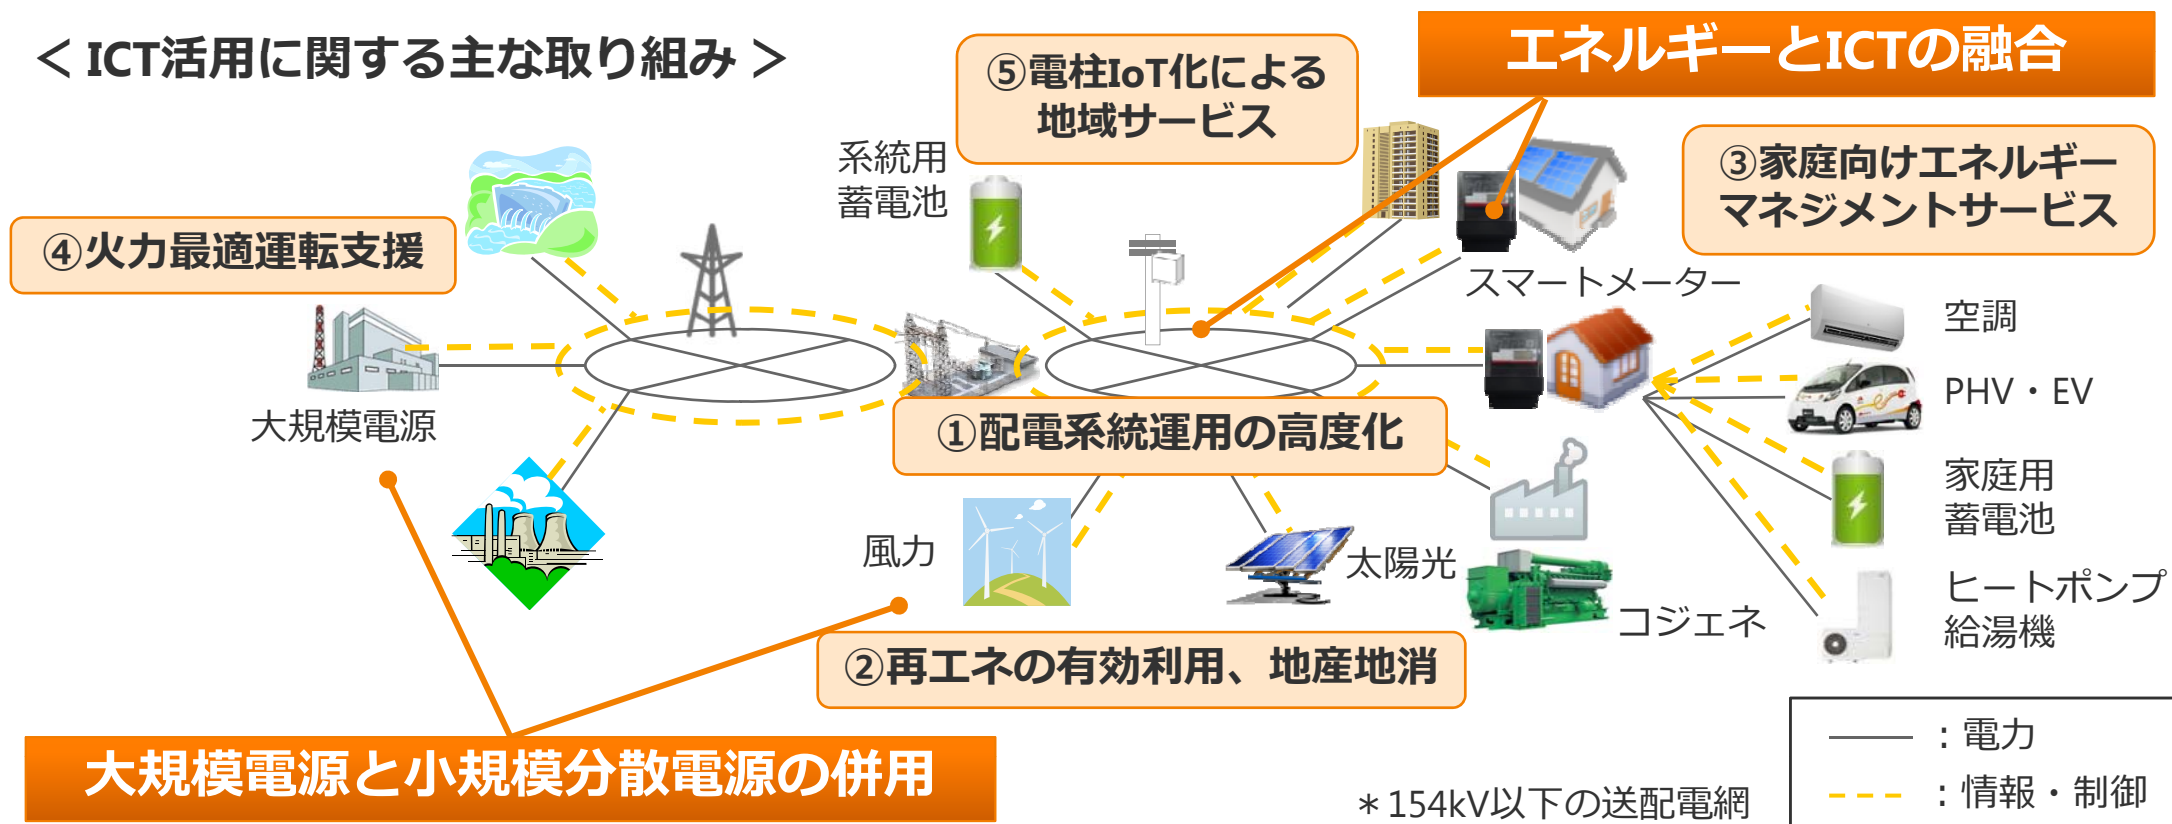 ＜ICT活用に関する主な取り組み＞
エネルギーとICTの融合
⑤電柱IoT化による
地域サービス
③家庭向けエネルギー
マネジメントサービス
系統用
蓄電池
④火力最適運転支援
スマートメーター
空調
大規模電源
PHV・EV
①配電系統運用の高度化
家庭用
蓄電池
風力
太陽光
コジェネ
ヒートポンプ
給湯機
②再エネの有効利用、地産地消
大規模電源と小規模分散電源の併用
：電力
：情報・制御
＊154kV以下の送配電網